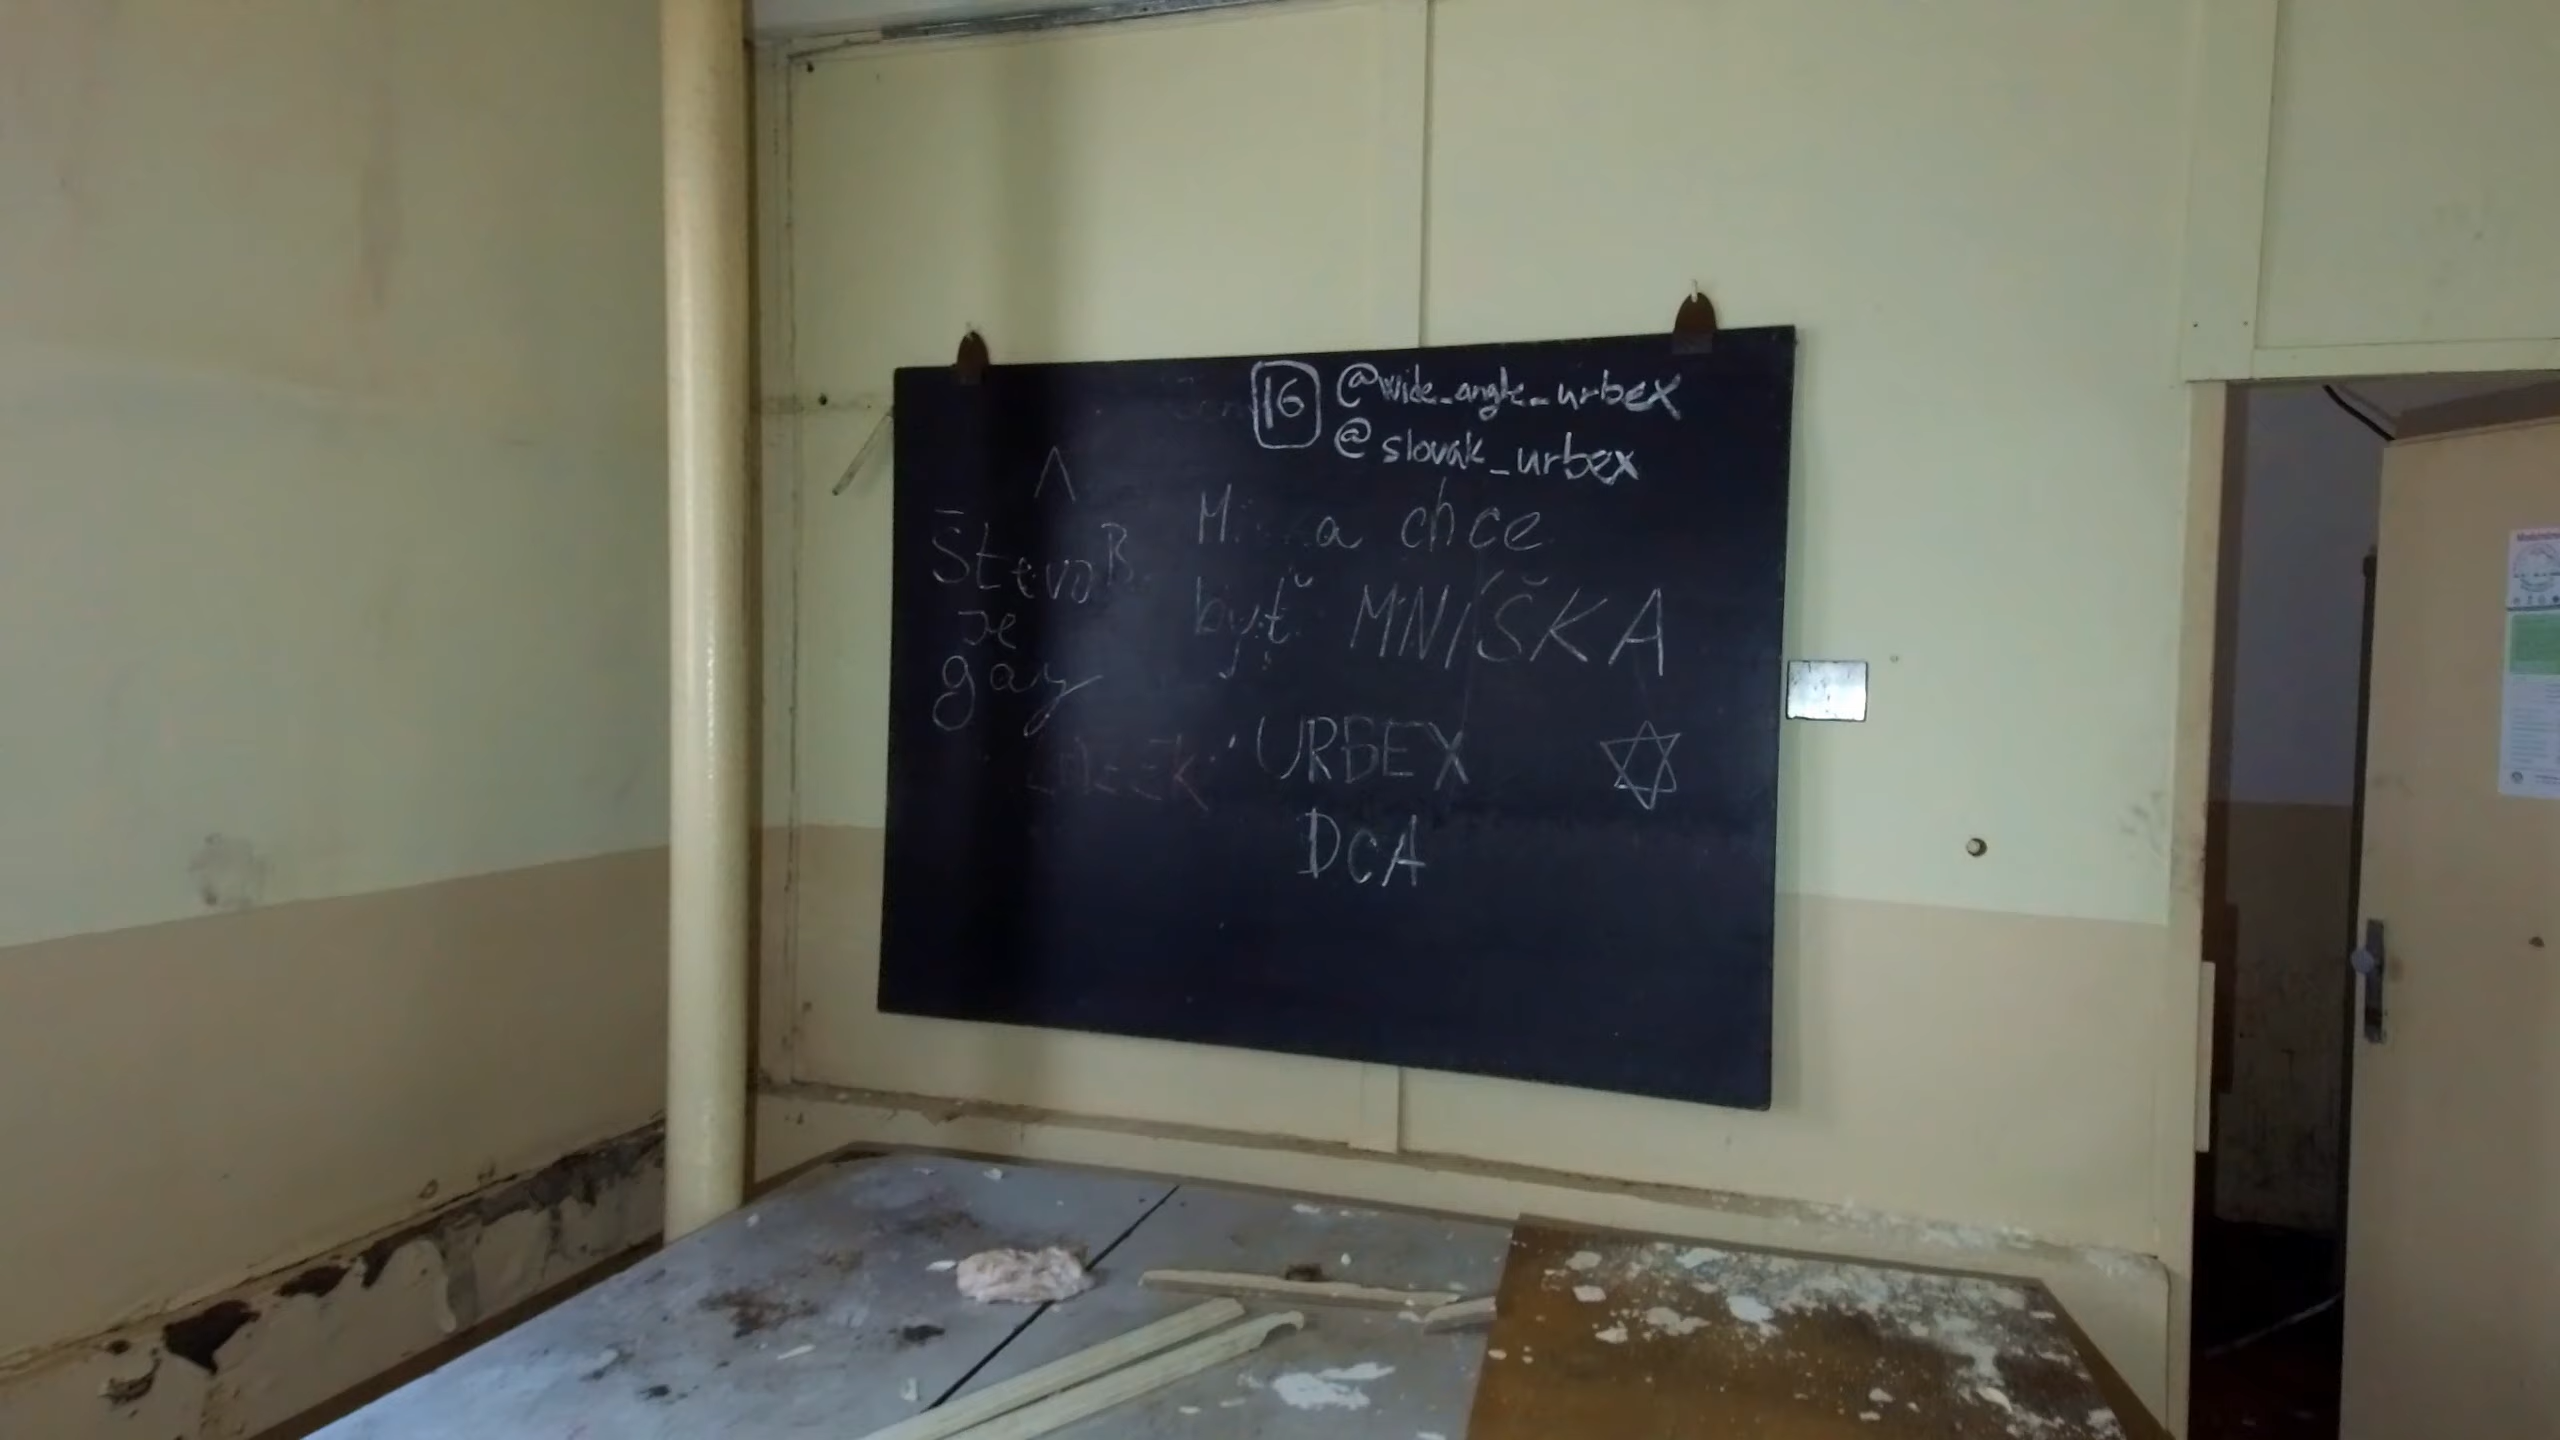 16 @wide_angle_urbex
@slovak_urbex
Števo B
je
gay
chce
byť MNÍŠKA
URBEX
DCA